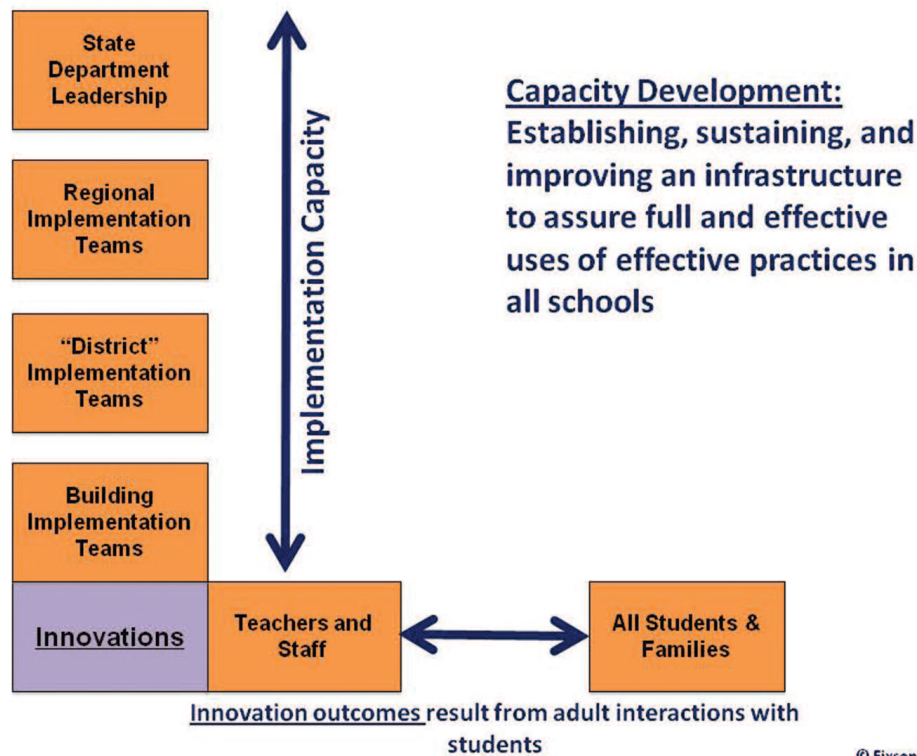 State
Department
Leadership
Regional
Implementation
Teams
“District”
Implementation
Teams
Building
Implementation
Teams
Innovations
Implementation Capacity
Capacity Development:
Establishing, sustaining, and
improving an infrastructure
to assure full and effective
uses of effective practices in
all schools
Teachers and
Staff
All Students &
Families
Innovation outcomes result from adult interactions with
students
©